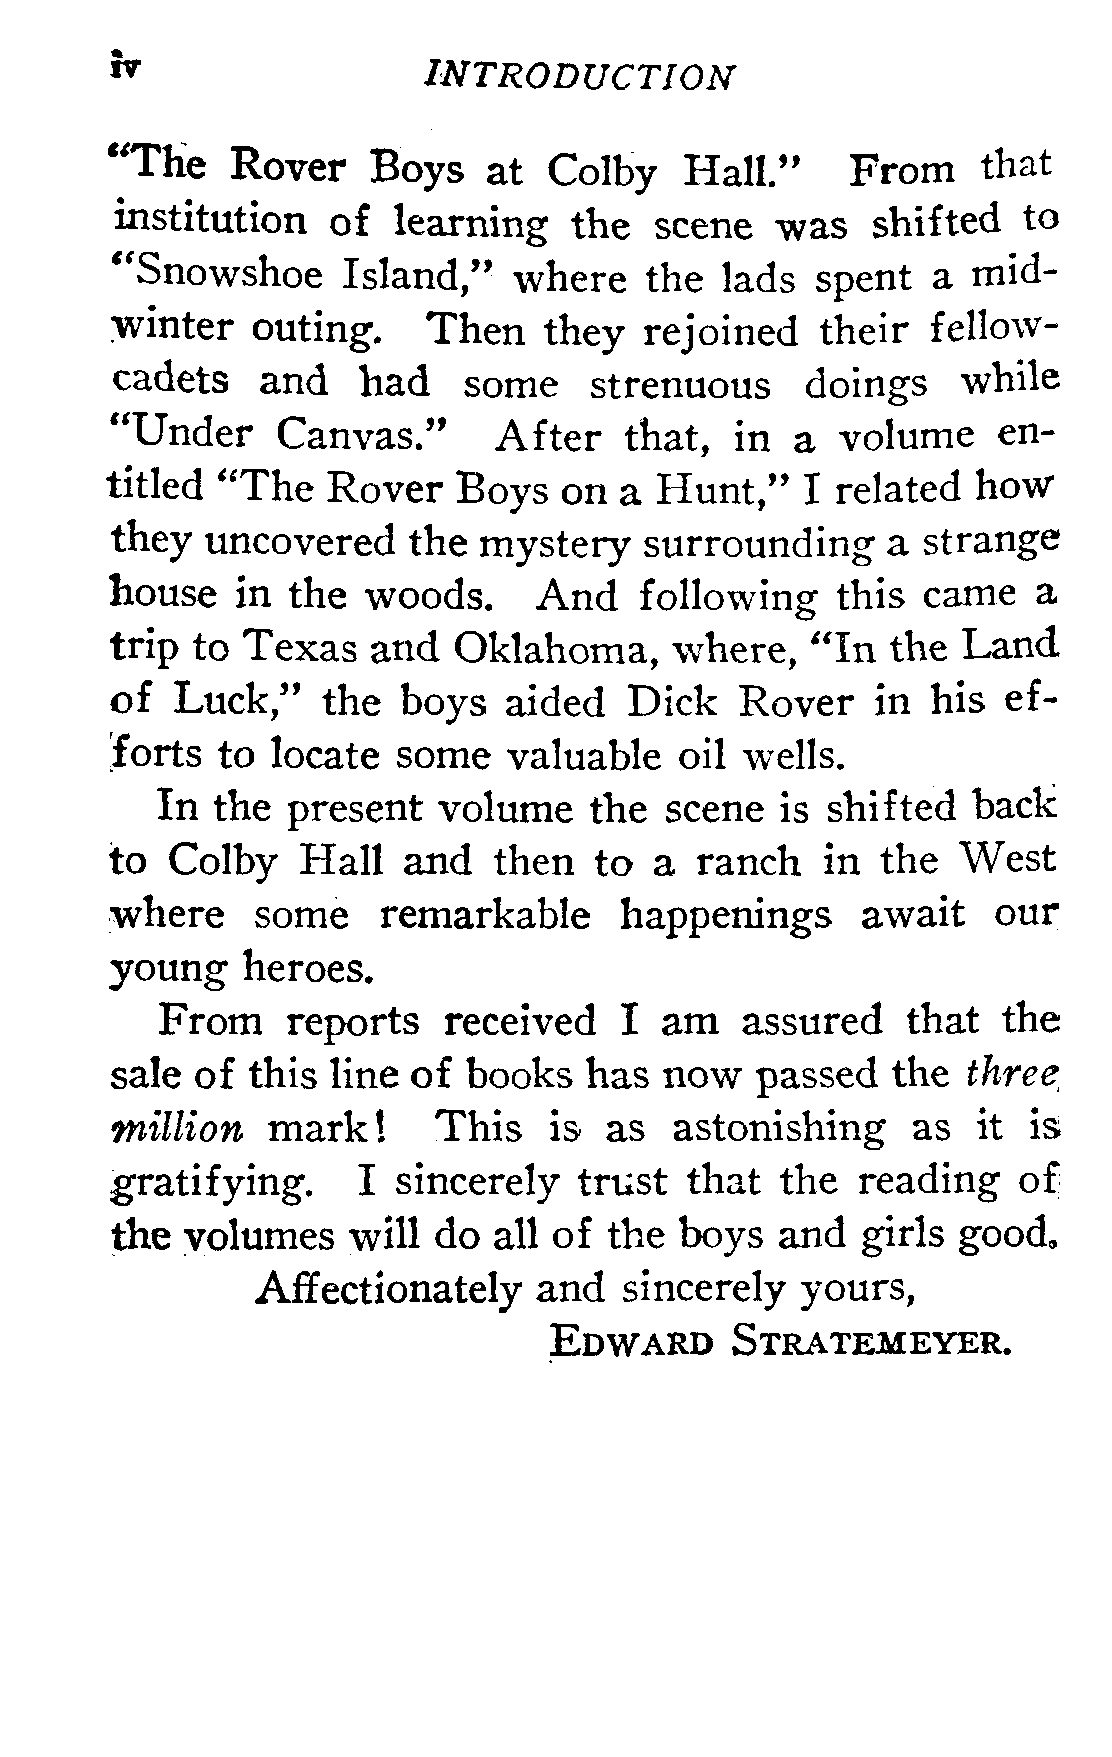 iv INTRODUCTION
“The Rover Boys at Colby Hall.” From that
institution of learning the scene was shifted to
“Snowshoe Island,” where the lads spent a mid-
winter outing. Then they rejoined their fellow-
cadets and had some strenuous doings while
“Under Canvas.” After that, in a volume en-
titled “The Rover Boys on a Hunt,” I related how
they uncovered the mystery surrounding a strange
house in the woods. And following this came a
trip to Texas and Oklahoma, where, “In the Land
of Luck,” the boys aided Dick Rover in his ef-
forts to locate some valuable oil wells.
In the present volume the scene is shifted back
to Colby Hall and then to a ranch in the West
where some remarkable happenings await our
young heroes.
From reports received I am assured that the
sale of this line of books has now passed the three
million mark! This is as astonishing as it is
gratifying. I sincerely trust that the reading of
the volumes will do all of the boys and girls good.
Affectionately and sincerely yours,
EDWARD STRATEMEYER.